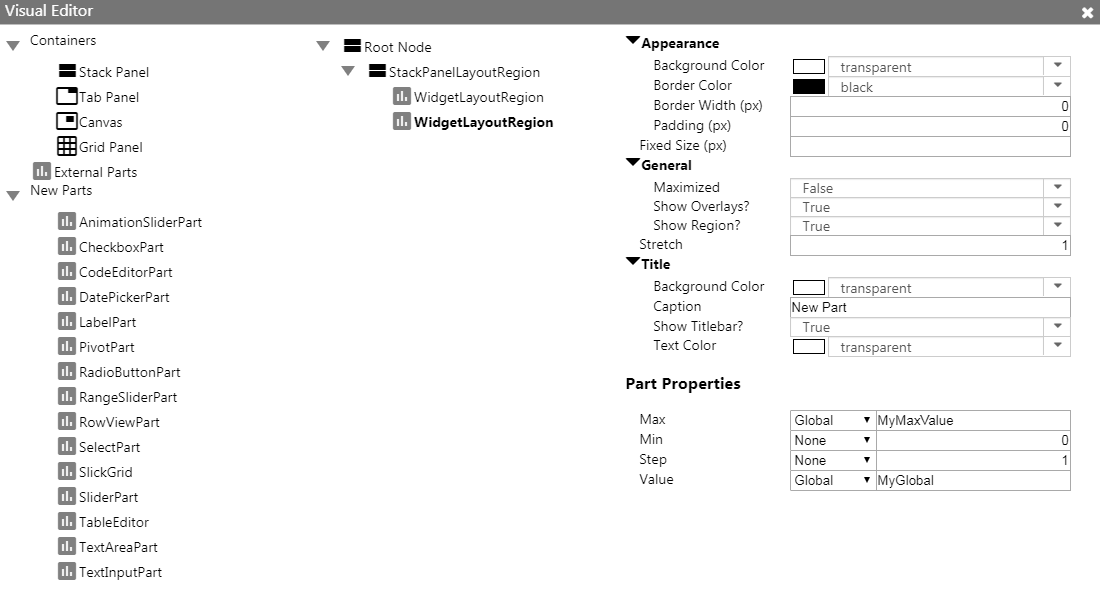 Visual Editor
Containers
Stack Panel
Tab Panel
Canvas
Grid Panel
External Parts
New Parts
AnimationSliderPart
CheckboxPart
CodeEditorPart
DatePickerPart
LabelPart
PivotPart
RadioButtonPart
RangeSliderPart
RowViewPart
SelectPart
SlickGrid
SliderPart
TableEditor
TextAreaPart
TextInputPart
Root Node
StackPanelLayoutRegion
WidgetLayoutRegion
WidgetLayoutRegion
Appearance
Background Color transparent
Border Color black
Border Width (px) 0
Padding (px) 0
Fixed Size (px)
General
Maximized False
Show Overlays? True
Show Region? True
Stretch 1
Title
Background Color transparent
Caption New Part
Show Titlebar? True
Text Color transparent
Part Properties
Max Global MyMaxValue
Min None 0
Step None 1
Value Global MyGlobal